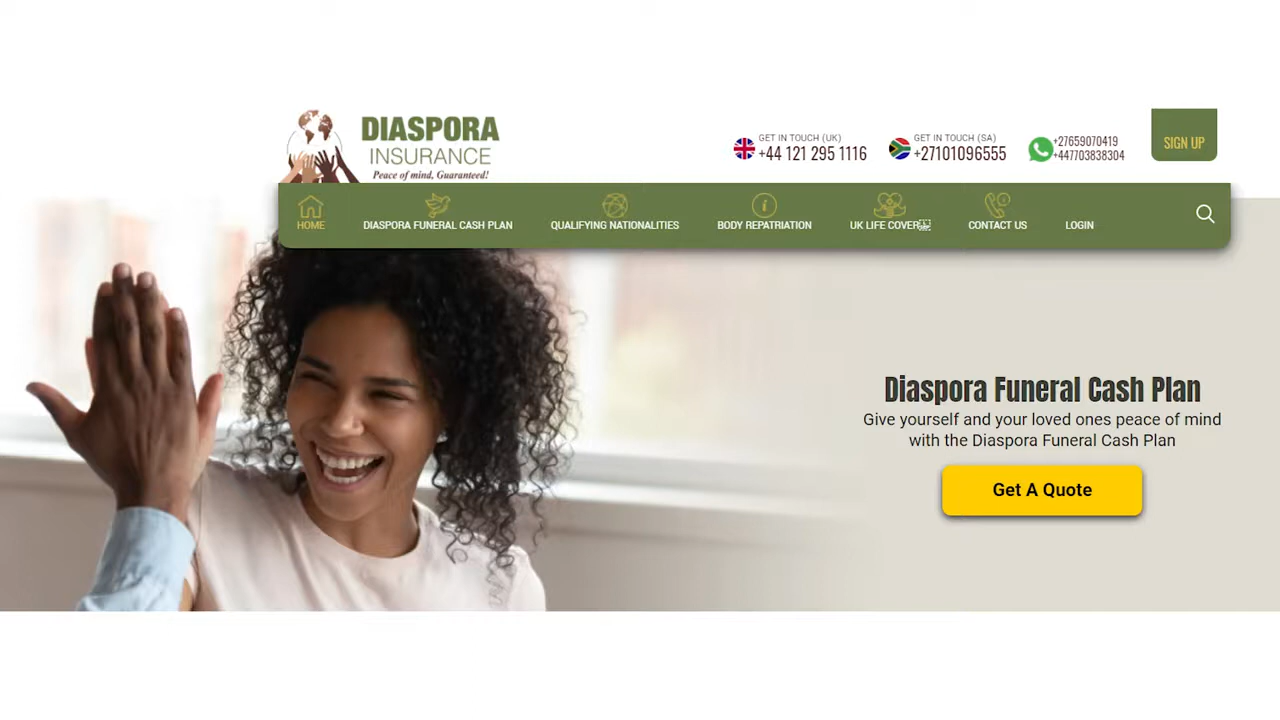 DIASPORA
INSURANCE
Peace of mind, Guaranteed!
GET IN TOUCH (UK)
+44 121 295 1116
GET IN TOUCH (SA)
+27101096555
+27659070419
+447703838304
SIGN UP
HOME
DIASPORA FUNERAL CASH PLAN
QUALIFYING NATIONALITIES
BODY REPATRIATION
UK LIFE COVER
CONTACT US
LOGIN
Diaspora Funeral Cash Plan
Give yourself and your loved ones peace of mind
with the Diaspora Funeral Cash Plan
Get A Quote